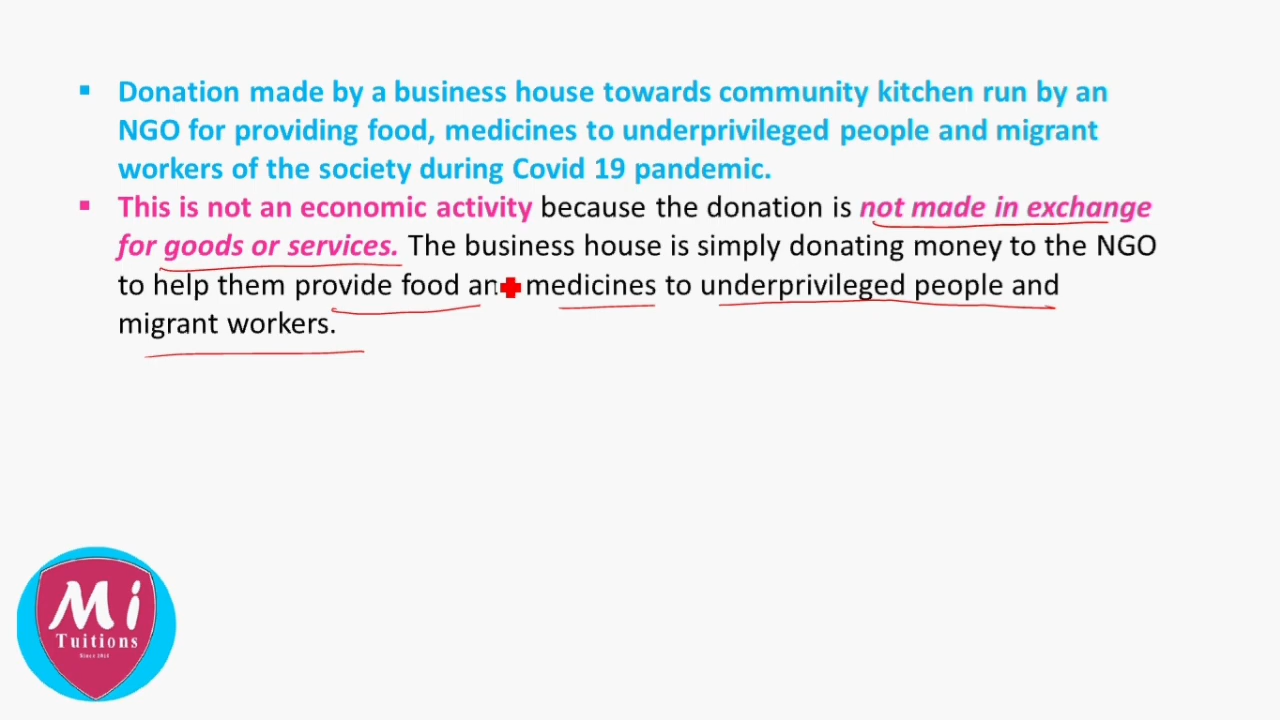 ▪ Donation made by a business house towards community kitchen run by an
NGO for providing food, medicines to underprivileged people and migrant
workers of the society during Covid 19 pandemic.
▪ This is not an economic activity because the donation is not made in exchange
for goods or services. The business house is simply donating money to the NGO
to help them provide food an medicines to underprivileged people and
migrant workers.
Mi
Tuitions